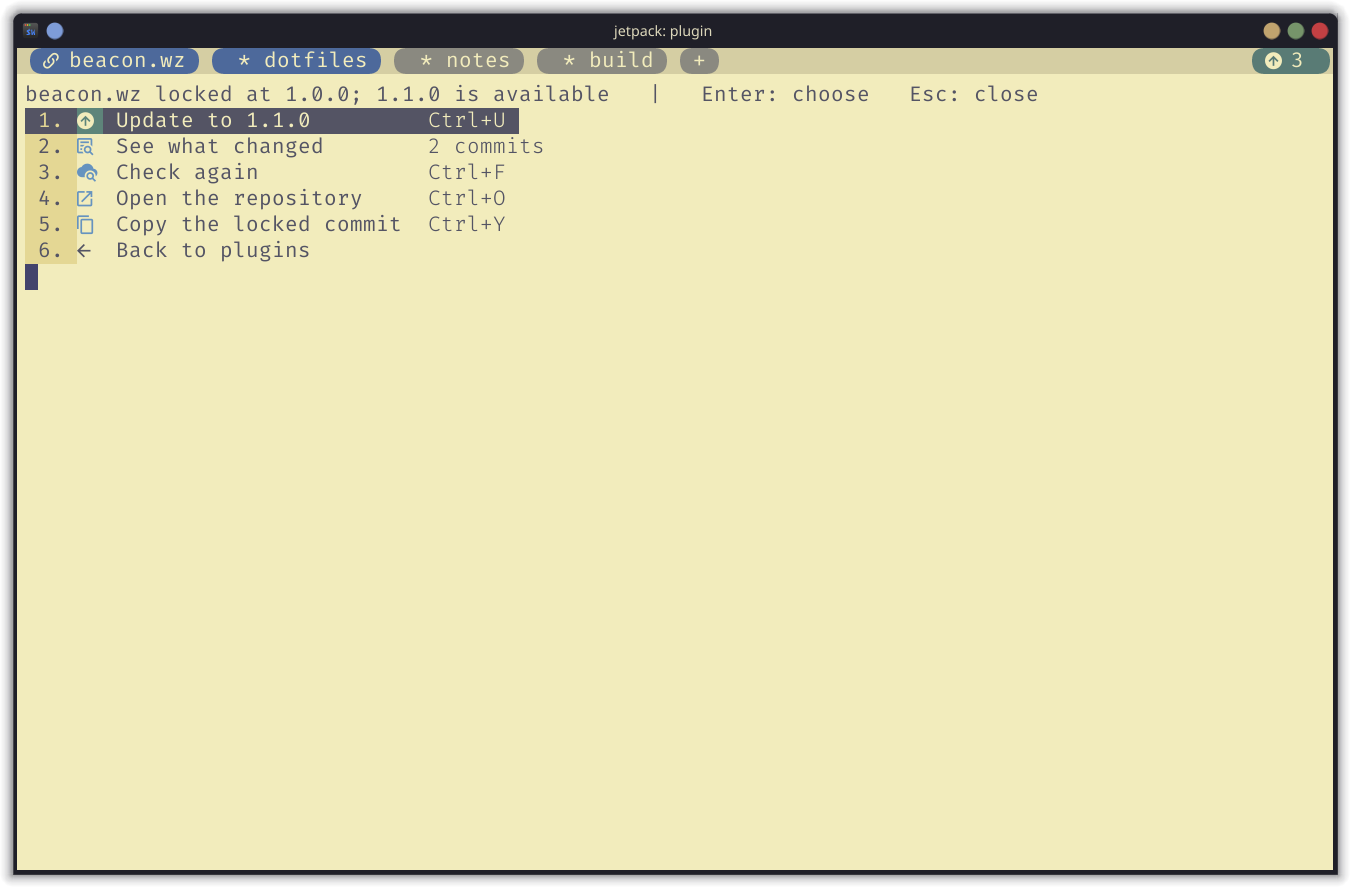 jetpack: plugin
beacon.wz * dotfiles * notes * build + 3
beacon.wz locked at 1.0.0; 1.1.0 is available | Enter: choose Esc: close
1. Update to 1.1.0 Ctrl+U
2. See what changed 2 commits
3. Check again Ctrl+F
4. Open the repository Ctrl+O
5. Copy the locked commit Ctrl+Y
6. Back to plugins